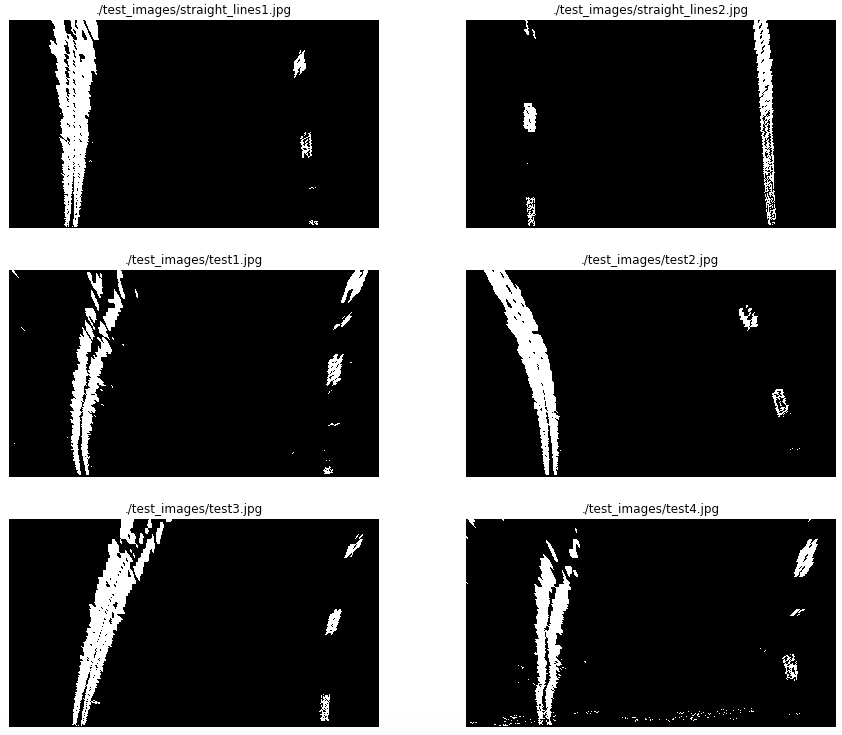 ./test_images/straight_lines1.jpg
./test_images/straight_lines2.jpg
./test_images/test1.jpg
./test_images/test2.jpg
./test_images/test3.jpg
./test_images/test4.jpg